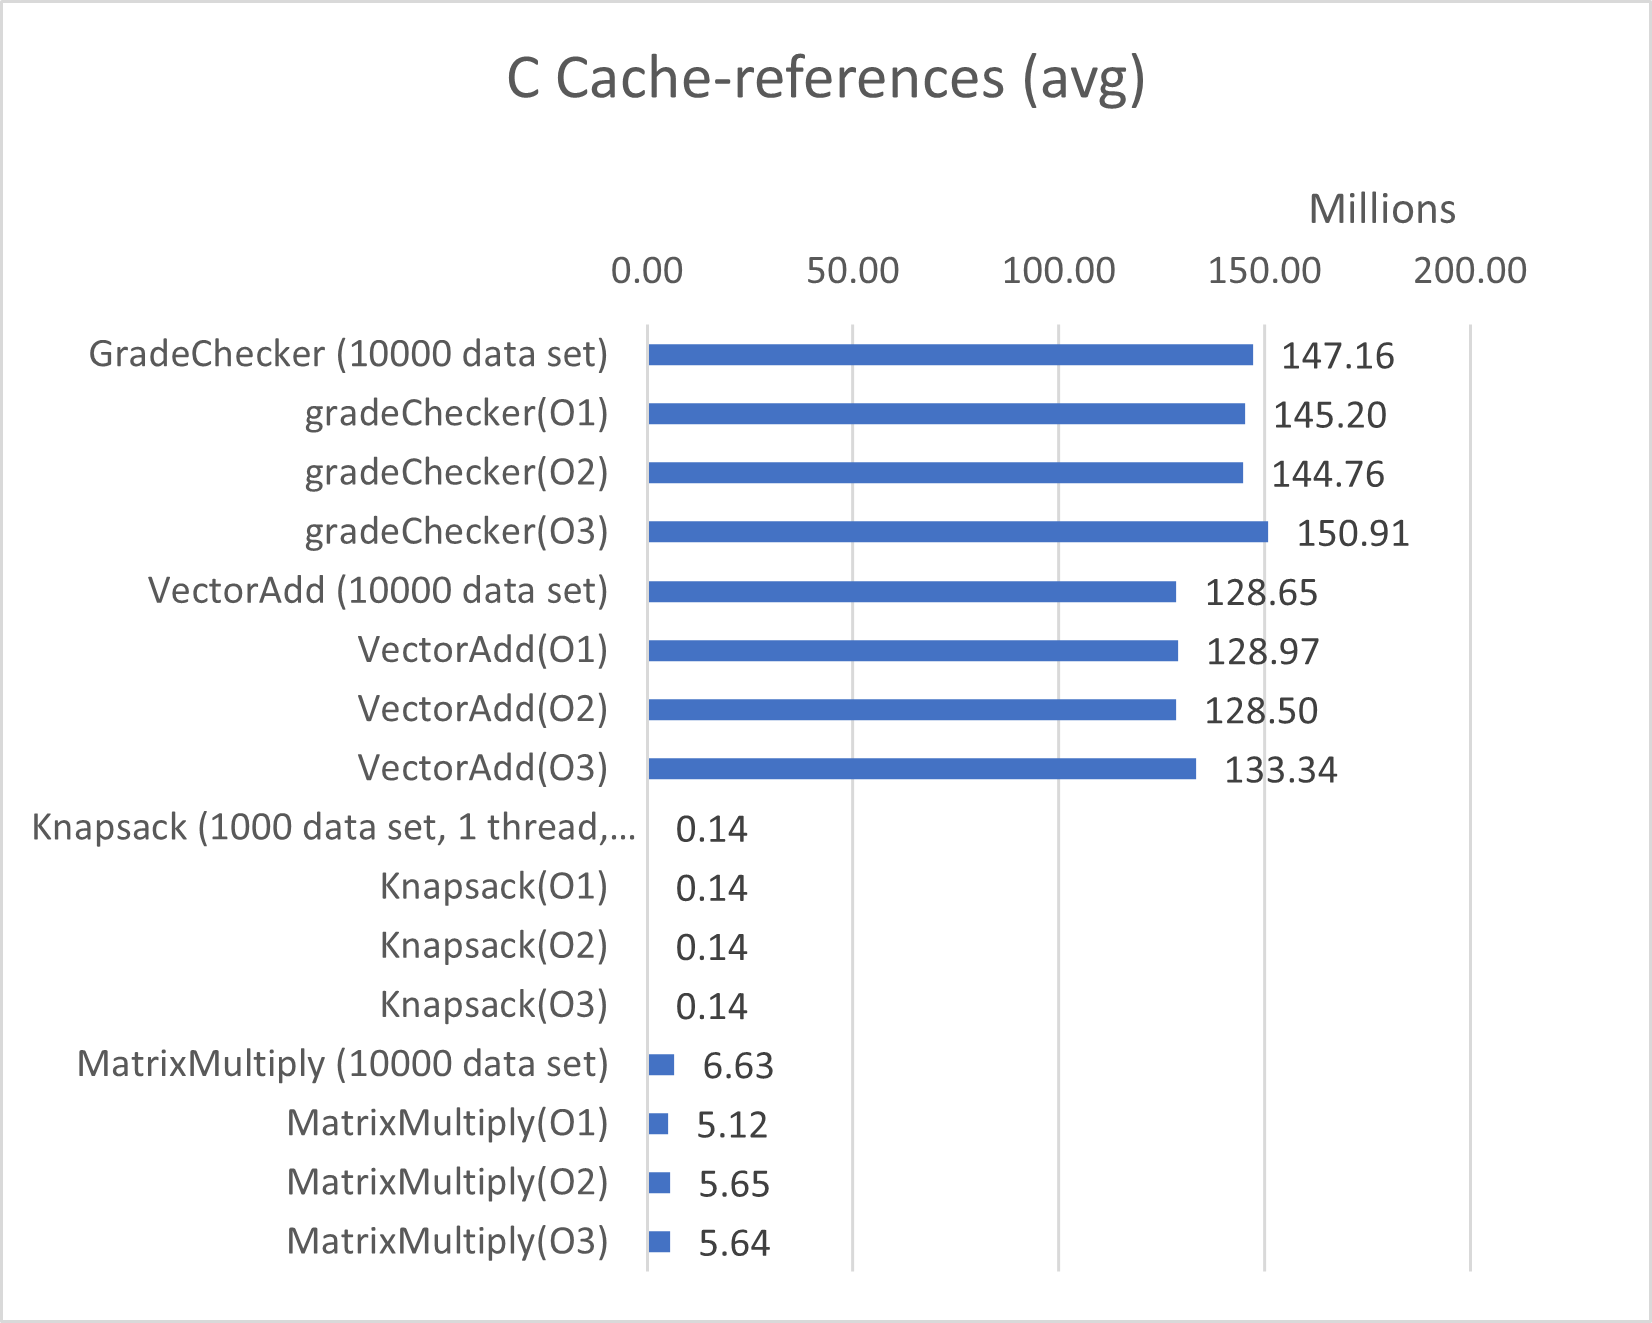 C Cache-references (avg)
Millions
0.00 50.00 100.00 150.00 200.00
GradeChecker (10000 data set) 147.16
gradeChecker(O1) 145.20
gradeChecker(O2) 144.76
gradeChecker(O3) 150.91
VectorAdd (10000 data set) 128.65
VectorAdd(O1) 128.97
VectorAdd(O2) 128.50
VectorAdd(O3) 133.34
Knapsack (1000 data set, 1 thread,... 0.14
Knapsack(O1) 0.14
Knapsack(O2) 0.14
Knapsack(O3) 0.14
MatrixMultiply (10000 data set) 6.63
MatrixMultiply(O1) 5.12
MatrixMultiply(O2) 5.65
MatrixMultiply(O3) 5.64